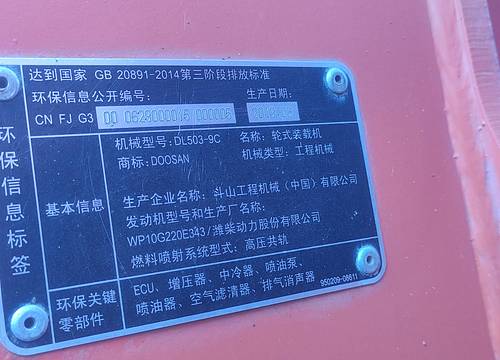 达到国家 GB 20891-2014第三阶段排放标准
环保信息公开编号：
生产日期：
CN FJ G3 00 0629000015 000005
环保信息标签
基本信息
机械型号：DL503-9C 名称：轮式装载机
商标：DOOSAN 机械类型：工程机械
生产企业名称：斗山工程机械（中国）有限公司
发动机型号和生产厂名称：
WP10G220E343/潍柴动力股份有限公司
燃料喷射系统型式：高压共轨
环保关键
零部件
ECU、增压器、中冷器、喷油泵、
喷油器、空气滤清器、排气消声器
950209-08611